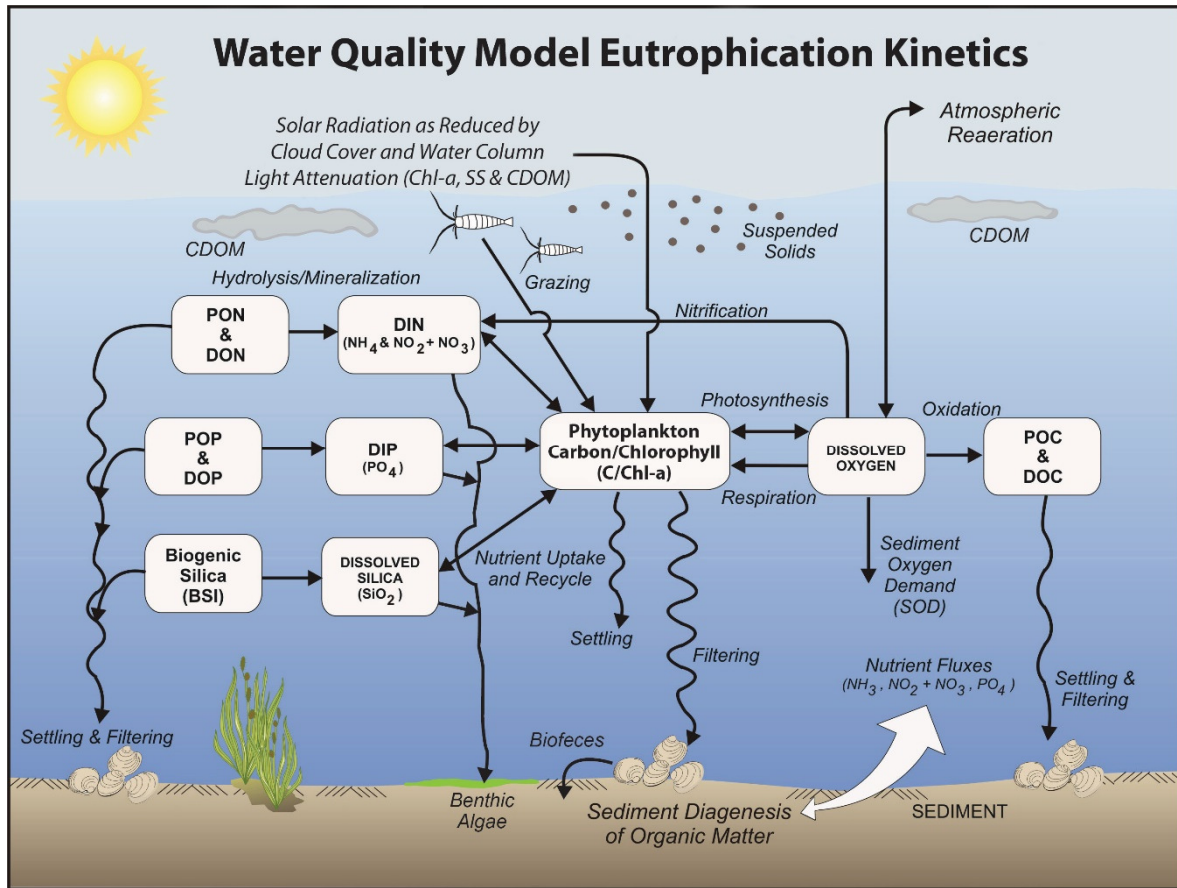 Water Quality Model Eutrophication Kinetics
Solar Radiation as Reduced by
Cloud Cover and Water Column
Light Attenuation (Chl-a, SS & CDOM)
Atmospheric
Reaeration
CDOM
Grazing
Suspended
Solids
CDOM
Hydrolysis/Mineralization
Nitrification
PON
&
DON
DIN
(NH4 & NO2 + NO3)
Photosynthesis
Oxidation
POP
&
DOP
DIP
(PO4)
Phytoplankton
Carbon/Chlorophyll
(C/Chl-a)
DISSOLVED
OXYGEN
POC
&
DOC
Respiration
Biogenic
Silica
(BSI)
DISSOLVED
SILICA
(SiO2)
Nutrient Uptake
and Recycle
Sediment
Oxygen
Demand
(SOD)
Settling
Filtering
Nutrient Fluxes
(NH3, NO2 + NO3, PO4)
Settling &
Filtering
Settling & Filtering
Biofeces
Benthic
Algae
Sediment Diagenesis
of Organic Matter
SEDIMENT